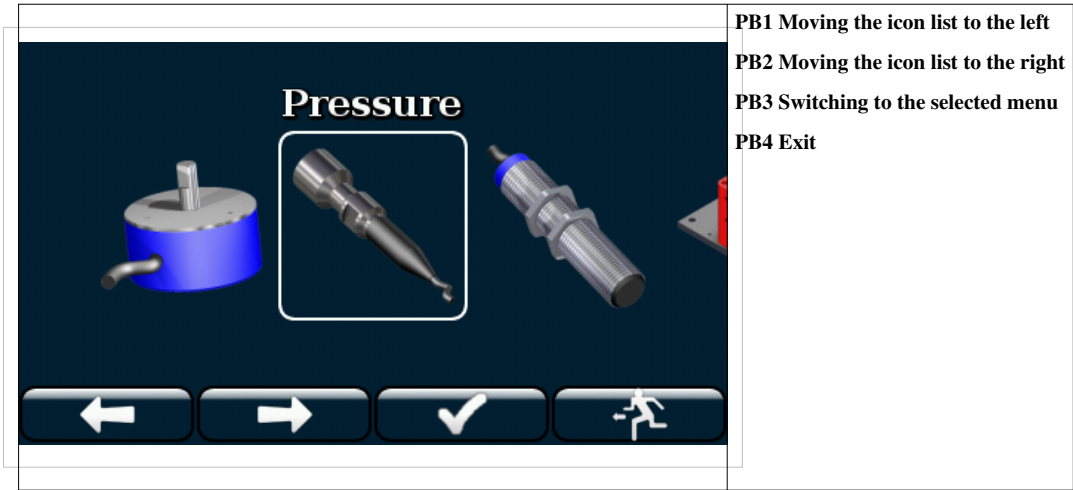 Pressure
PB1 Moving the icon list to the left
PB2 Moving the icon list to the right
PB3 Switching to the selected menu
PB4 Exit